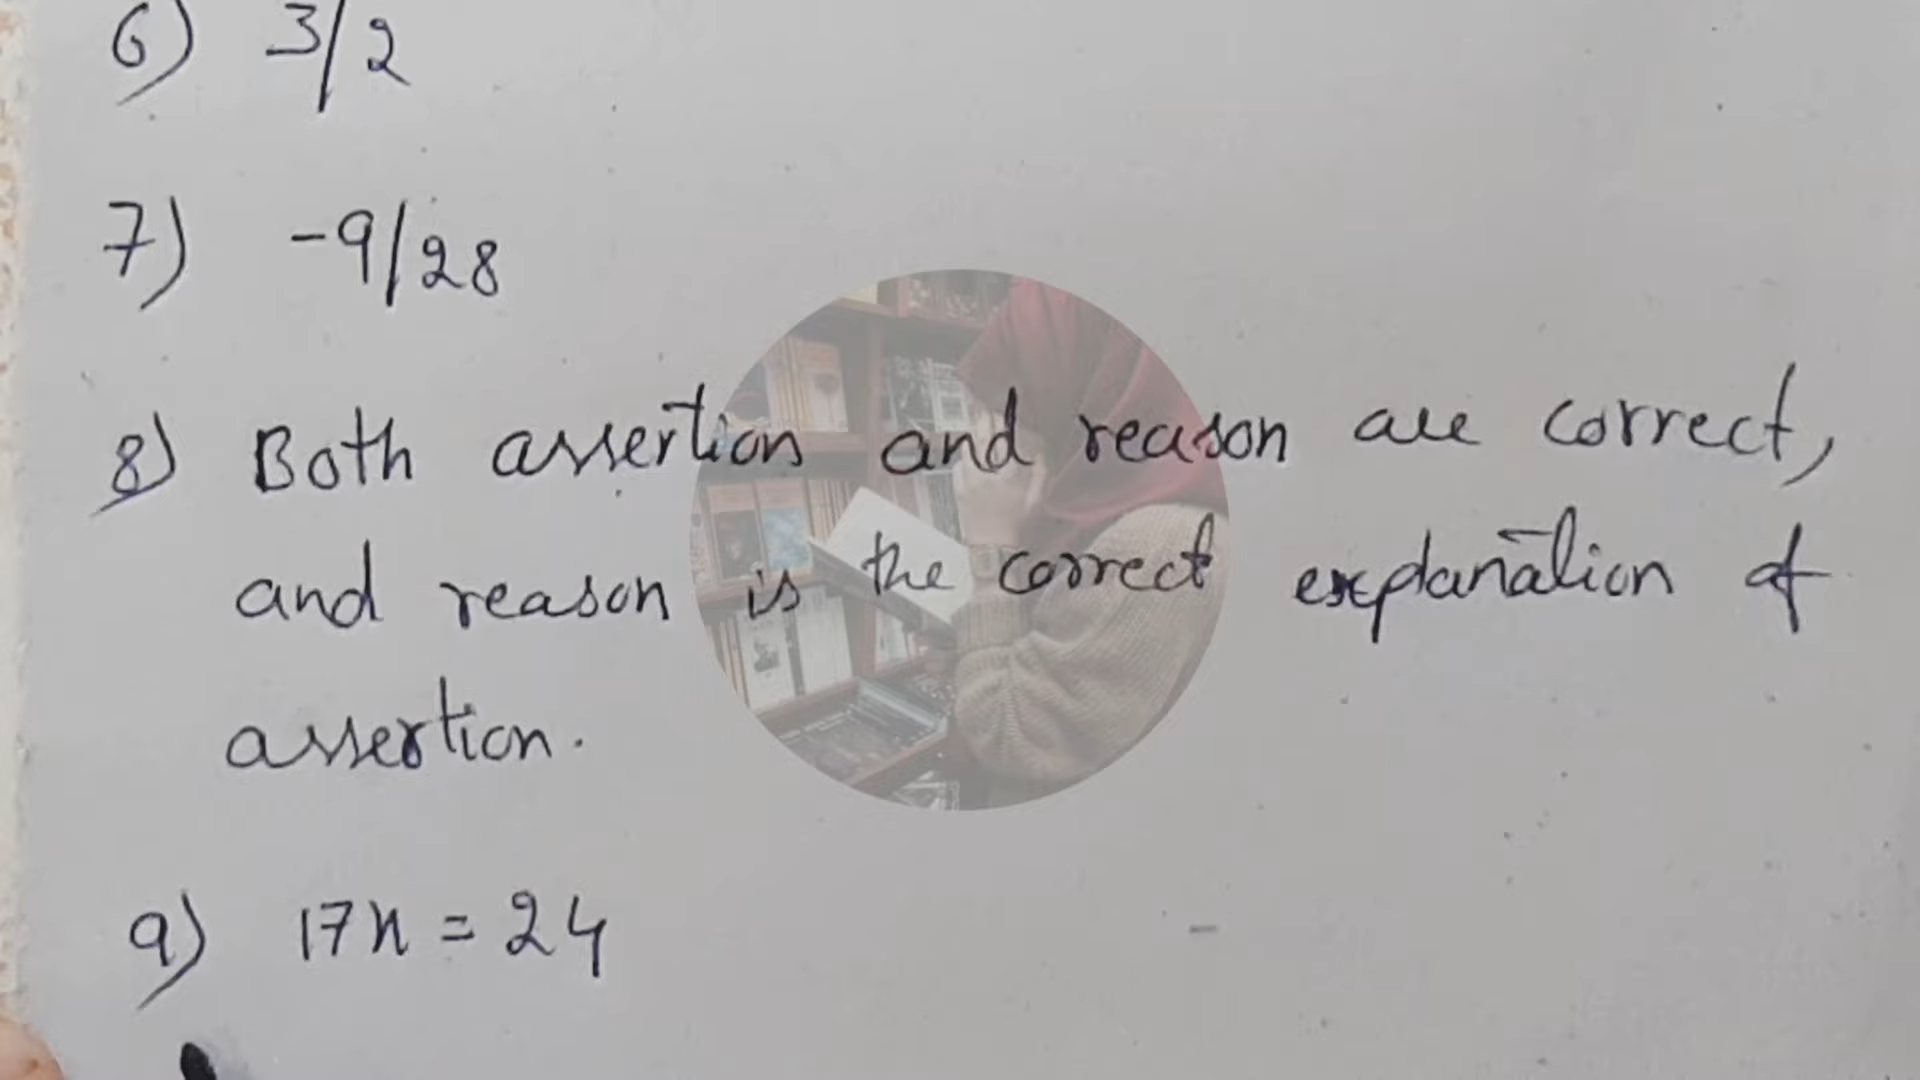 6) 3/2
7) -9/28
8) Both assertion and reason are correct,
and reason is the correct explanation of
assertion.
9) 17x = 24